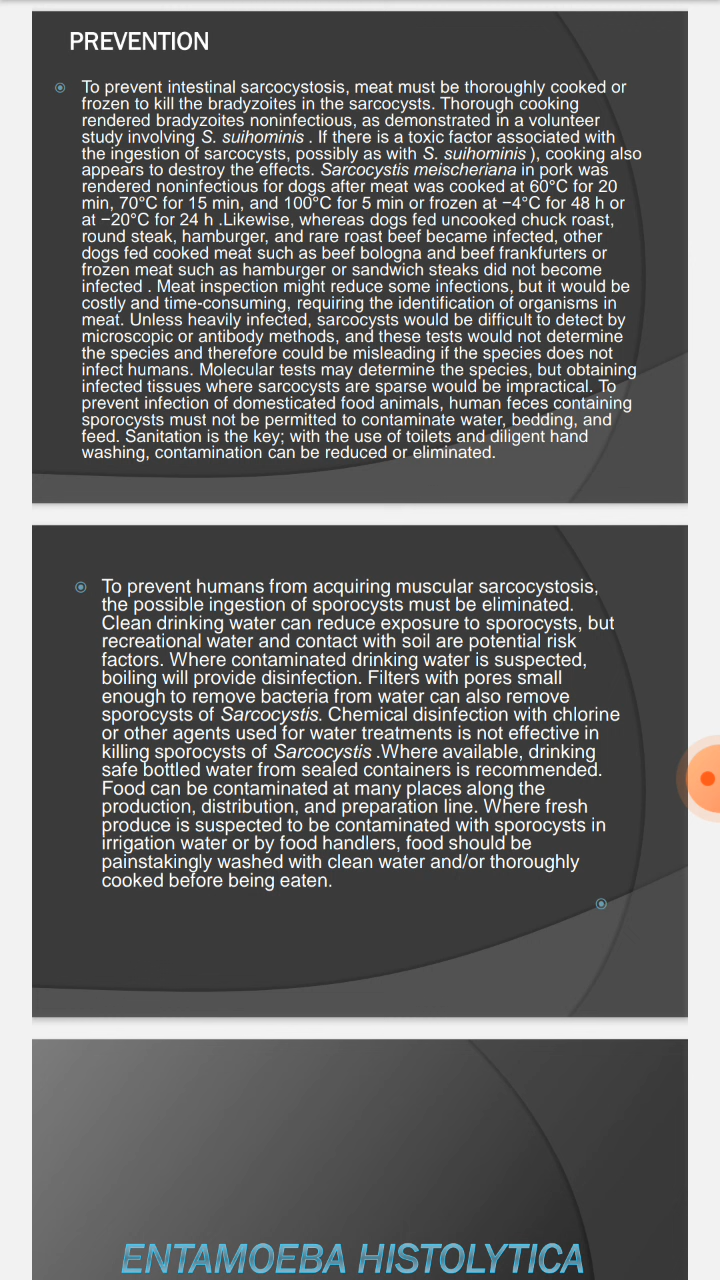 PREVENTION
To prevent intestinal sarcocystosis, meat must be thoroughly cooked or
frozen to kill the bradyzoites in the sarcocysts. Thorough cooking
rendered bradyzoites noninfectious, as demonstrated in a volunteer
study involving S. suihominis . If there is a toxic factor associated with
the ingestion of sarcocysts, possibly as with S. suihominis ), cooking also
appears to destroy the effects. Sarcocystis meischeriana in pork was
rendered noninfectious for dogs after meat was cooked at 60°C for 20
min, 70°C for 15 min, and 100°C for 5 min or frozen at −4°C for 48 h or
at −20°C for 24 h .Likewise, whereas dogs fed uncooked chuck roast,
round steak, hamburger, and rare roast beef became infected, other
dogs fed cooked meat such as beef bologna and beef frankfurters or
frozen meat such as hamburger or sandwich steaks did not become
infected . Meat inspection might reduce some infections, but it would be
costly and time-consuming, requiring the identification of organisms in
meat. Unless heavily infected, sarcocysts would be difficult to detect by
microscopic or antibody methods, and these tests would not determine
the species and therefore could be misleading if the species does not
infect humans. Molecular tests may determine the species, but obtaining
infected tissues where sarcocysts are sparse would be impractical. To
prevent infection of domesticated food animals, human feces containing
sporocysts must not be permitted to contaminate water, bedding, and
feed. Sanitation is the key; with the use of toilets and diligent hand
washing, contamination can be reduced or eliminated.
To prevent humans from acquiring muscular sarcocystosis,
the possible ingestion of sporocysts must be eliminated.
Clean drinking water can reduce exposure to sporocysts, but
recreational water and contact with soil are potential risk
factors. Where contaminated drinking water is suspected,
boiling will provide disinfection. Filters with pores small
enough to remove bacteria from water can also remove
sporocysts of Sarcocystis. Chemical disinfection with chlorine
or other agents used for water treatments is not effective in
killing sporocysts of Sarcocystis .Where available, drinking
safe bottled water from sealed containers is recommended.
Food can be contaminated at many places along the
production, distribution, and preparation line. Where fresh
produce is suspected to be contaminated with sporocysts in
irrigation water or by food handlers, food should be
painstakingly washed with clean water and/or thoroughly
cooked before being eaten.
ENTAMOEBA HISTOLYTICA